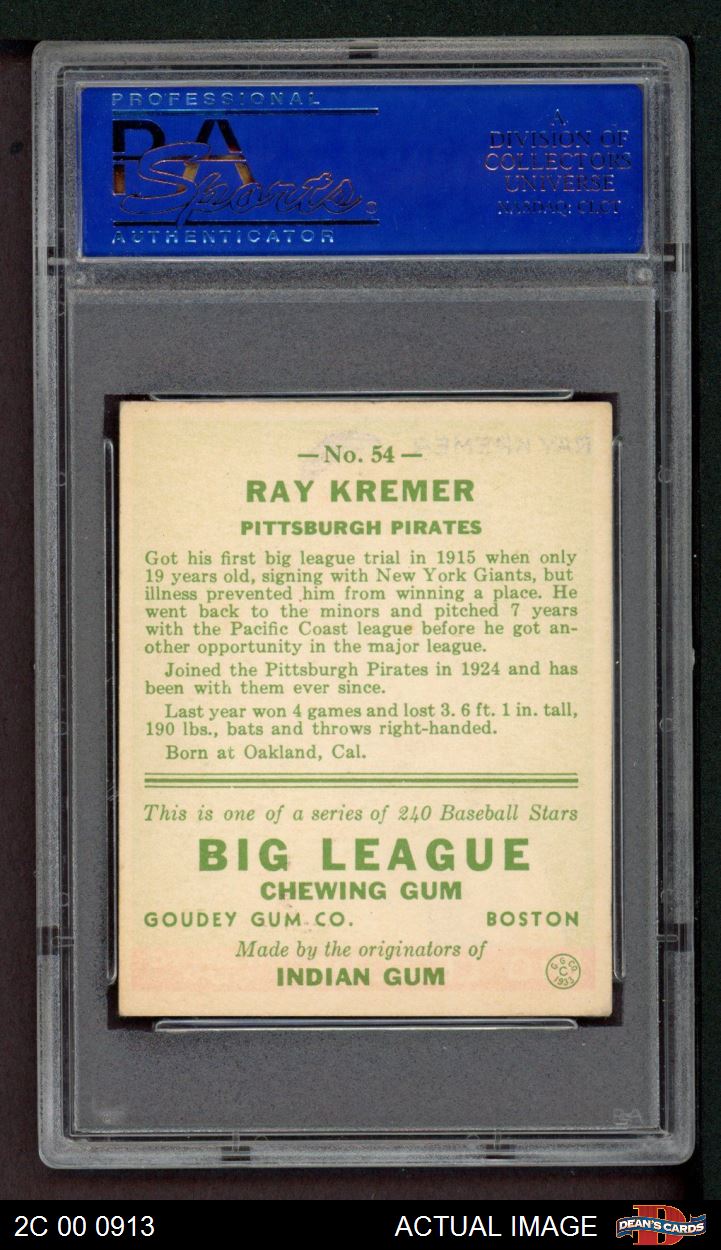 PROFESSIONAL
PSA
Sports
AUTHENTICATOR
A
DIVISION OF
COLLECTORS
UNIVERSE
NASDAQ: CLCT
RAY KREMER
— No. 54 —
RAY KREMER
PITTSBURGH PIRATES
Got his first big league trial in 1915 when only
19 years old, signing with New York Giants, but
illness prevented him from winning a place. He
went back to the minors and pitched 7 years
with the Pacific Coast league before he got an-
other opportunity in the major league.
Joined the Pittsburgh Pirates in 1924 and has
been with them ever since.
Last year won 4 games and lost 3. 6 ft. 1 in. tall,
190 lbs., bats and throws right-handed.
Born at Oakland, Cal.
This is one of a series of 240 Baseball Stars
BIG LEAGUE
CHEWING GUM
GOUDEY GUM CO. BOSTON
Made by the originators of
INDIAN GUM
G. G. CO.
C
1933
PSA
2C 00 0913 ACTUAL IMAGE DEAN'S CARDS